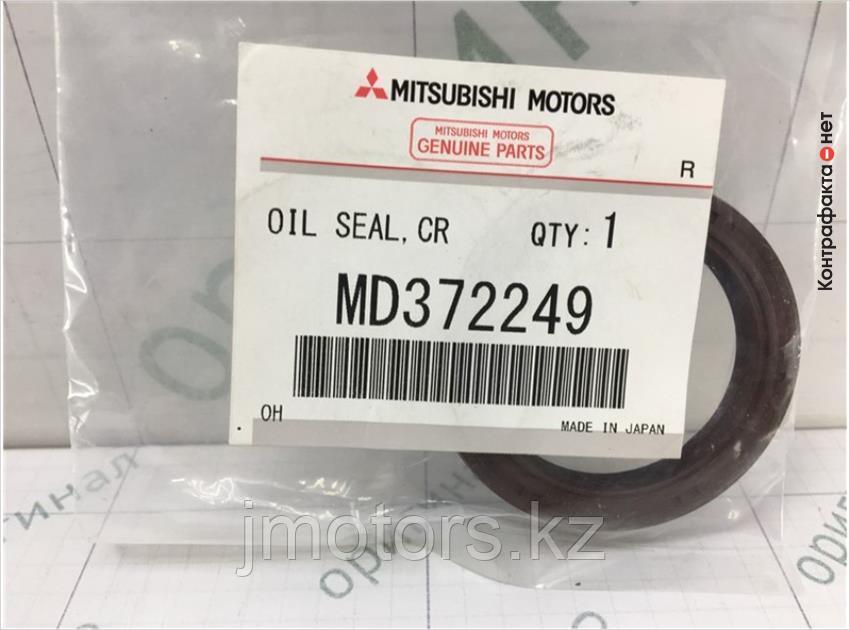 MITSUBISHI MOTORS
MITSUBISHI MOTORS
GENUINE PARTS
R
OIL SEAL, CR QTY: 1
MD372249
OH
MADE IN JAPAN
Контрафакта нет
jmotors.kz